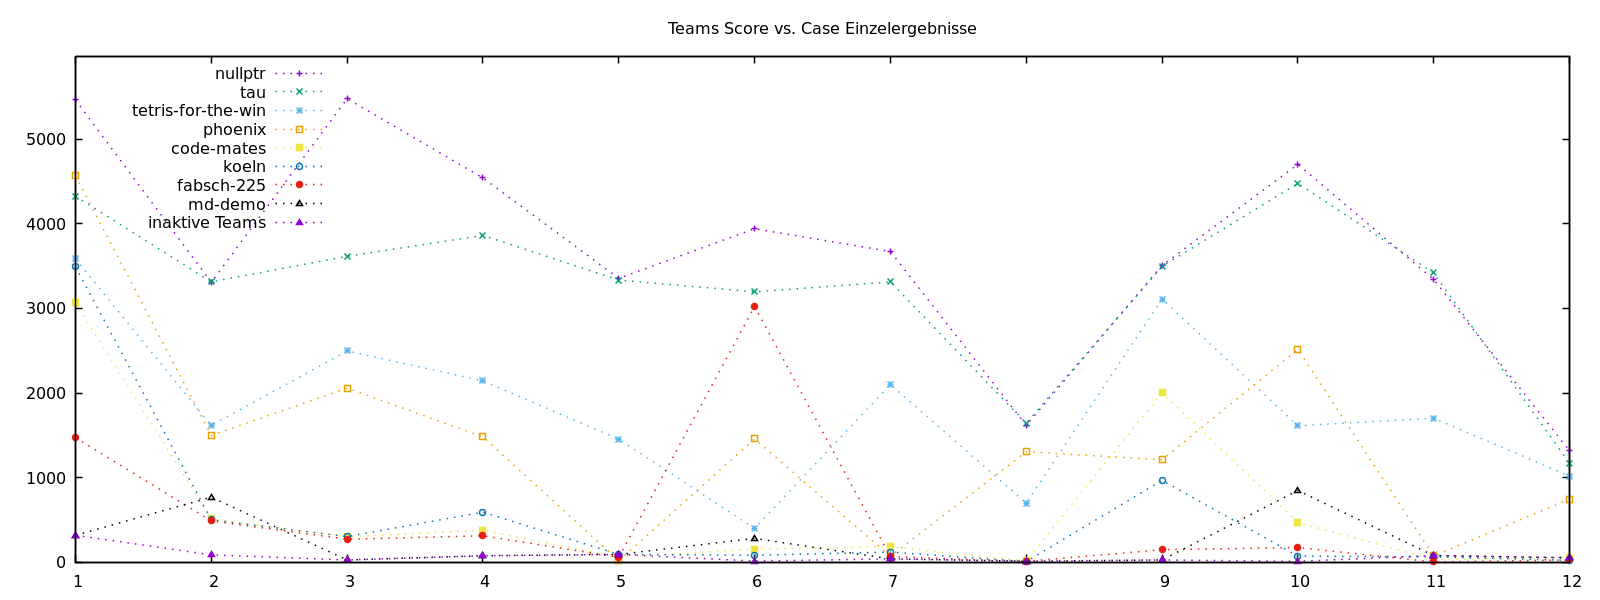 Teams Score vs. Case Einzelergebnisse
nullptr
tau
tetris-for-the-win
phoenix
code-mates
koeln
fabsch-225
md-demo
inaktive Teams
5000
4000
3000
2000
1000
0
1 2 3 4 5 6 7 8 9 10 11 12